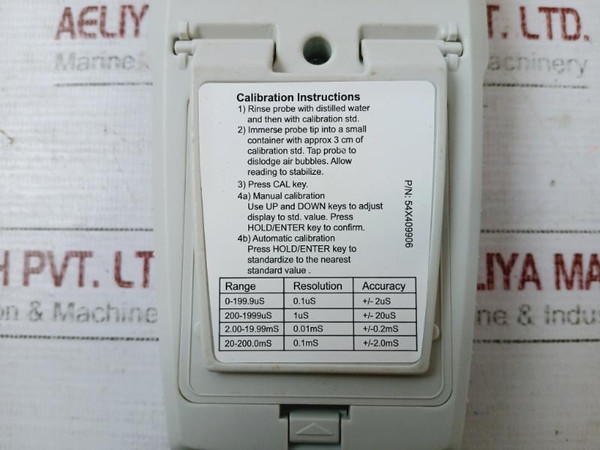 AELIY
T. LTD.
Marine
achinery
Calibration Instructions
1) Rinse probe with distilled water
and then with calibration std.
2) Immerse probe tip into a small
container with approx 3 cm of
calibration std. Tap probe to
dislodge air bubbles. Allow
reading to stabilize.
3) Press CAL key.
4a) Manual calibration
Use UP and DOWN keys to adjust
display to std. value. Press
HOLD/ENTER key to confirm.
4b) Automatic calibration
Press HOLD/ENTER key to
standardize to the nearest
standard value .
P/N: 54X409906
Range Resolution Accuracy
0-199.9uS 0.1uS +/- 2uS
200-1999uS 1uS +/- 20uS
2.00-19.99mS 0.01mS +/-0.2mS
20-200.0mS 0.1mS +/-2.0mS
H PVT. LT
ELIYA MA
on & Machine
ne & Indus